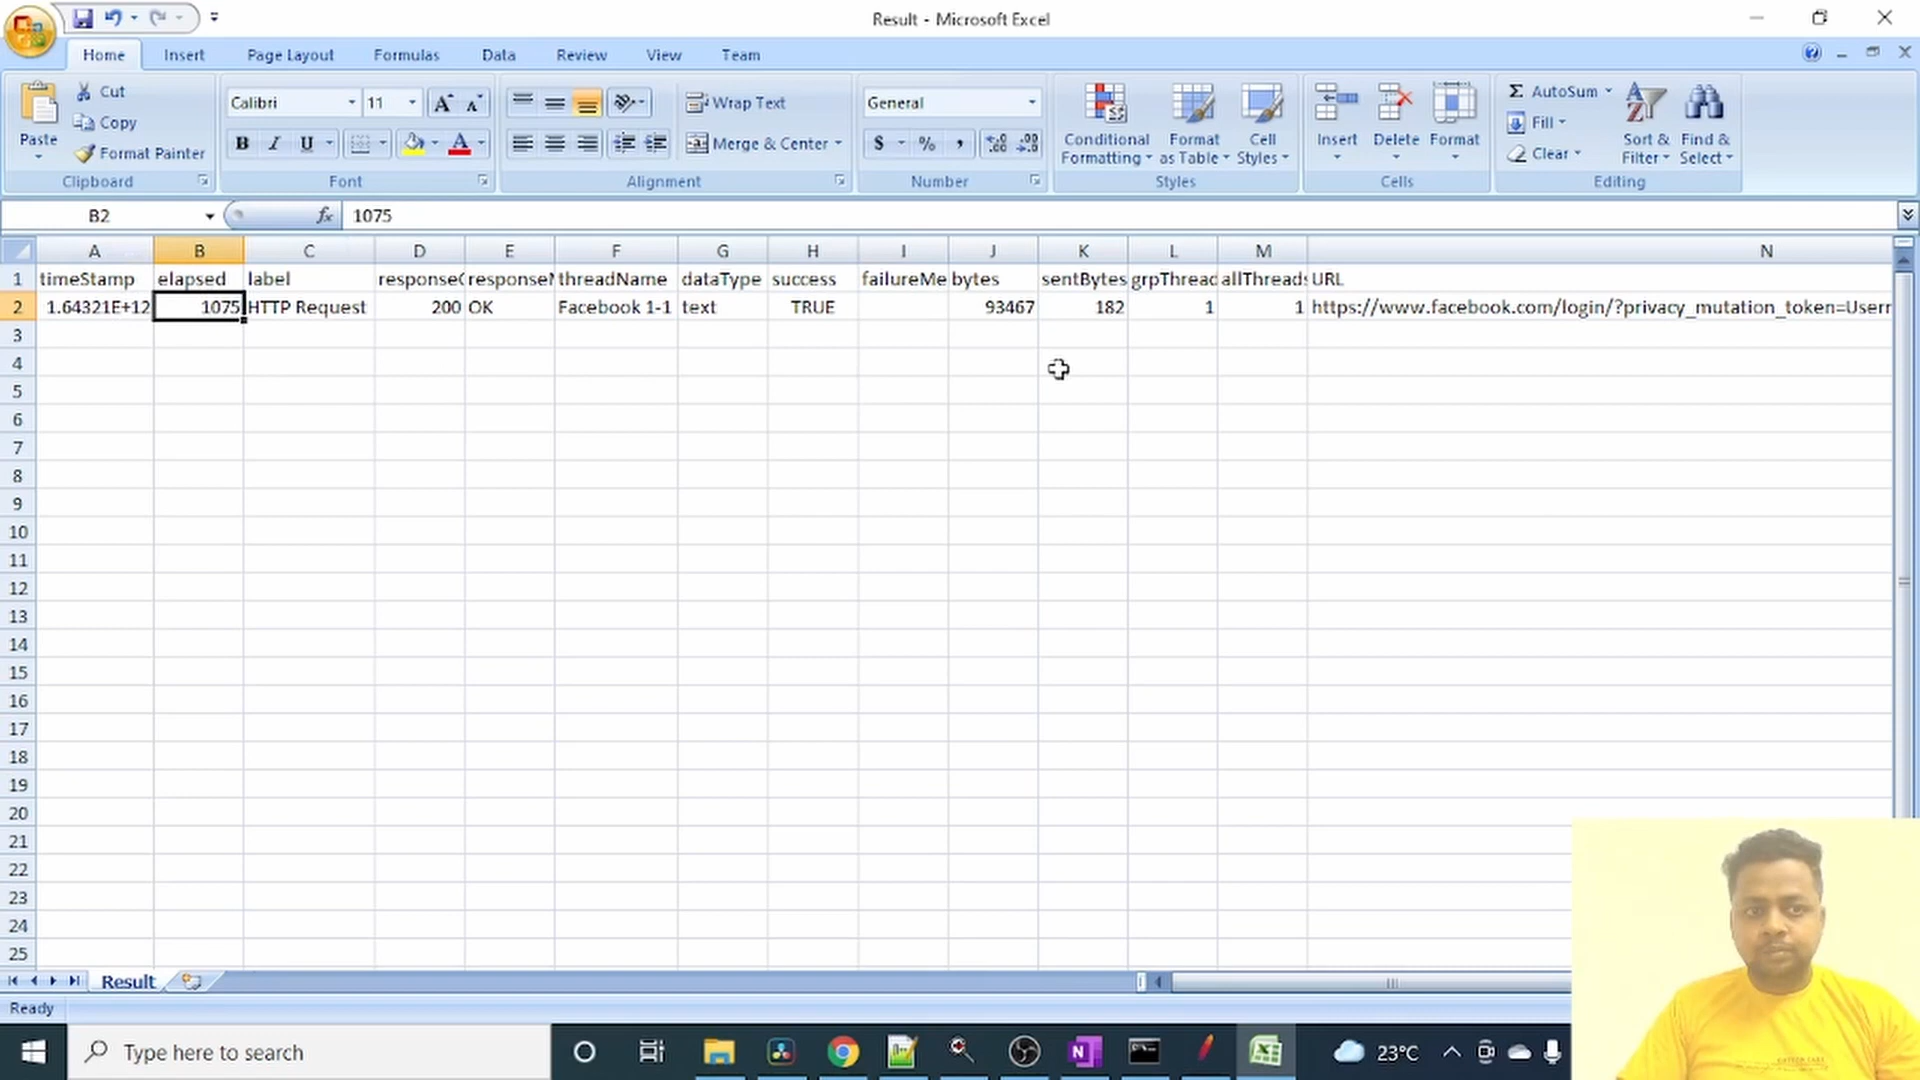 Result - Microsoft Excel
Home Insert Page Layout Formulas Data Review View Team
Paste
Cut
Copy
Format Painter
Clipboard
Calibri 11
B I U
Font
Wrap Text
Merge & Center
Alignment
General
$ % ,
Number
Conditional Formatting
Format as Table
Cell Styles
Styles
Insert Delete Format
Cells
AutoSum
Fill
Clear
Sort & Filter
Find & Select
Editing
B2 fx 1075
A B C D E F G H I J K L M N
1 timeStamp elapsed label response threadName dataType success failureMe bytes sentBytes grpThread allThreads URL
2 1.64321E+12 1075 HTTP Request 200 OK Facebook 1-1 text TRUE 93467 182 1 1 https://www.facebook.com/login/?privacy_mutation_token=Userr
3
4
5
6
7
8
9
10
11
12
13
14
15
16
17
18
19
20
21
22
23
24
25
Result
Ready
Type here to search
23°C